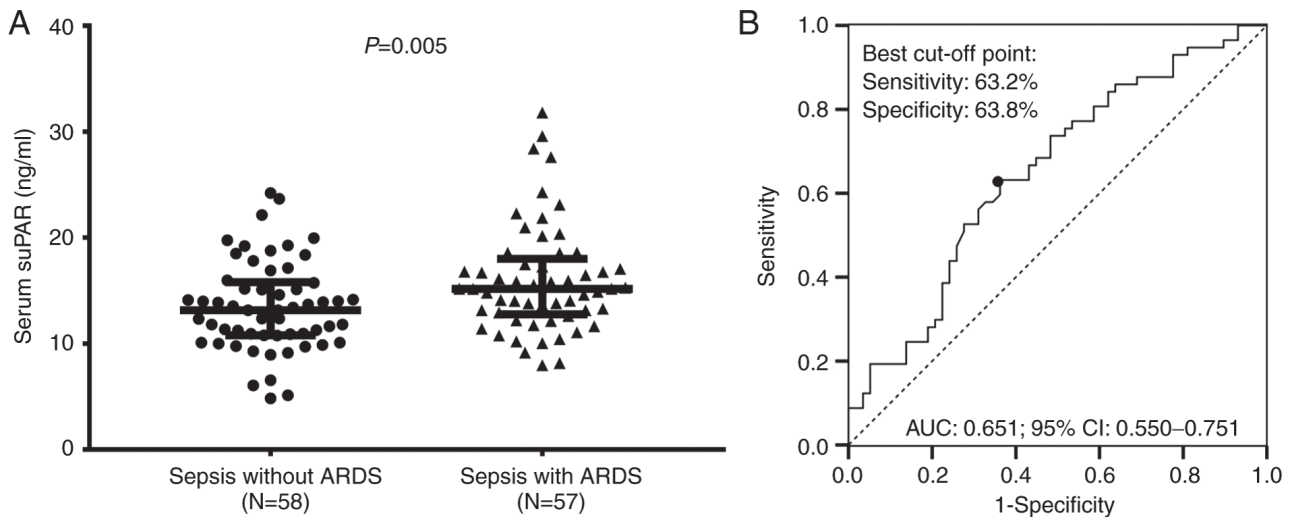 A
P=0.005
Serum suPAR (ng/ml)
40
30
20
10
0
Sepsis without ARDS
(N=58)
Sepsis with ARDS
(N=57)
B
Best cut-off point:
Sensitivity: 63.2%
Specificity: 63.8%
Sensitivity
1.0
0.8
0.6
0.4
0.2
0.0
AUC: 0.651; 95% CI: 0.550–0.751
0.0 0.2 0.4 0.6 0.8 1.0
1-Specificity